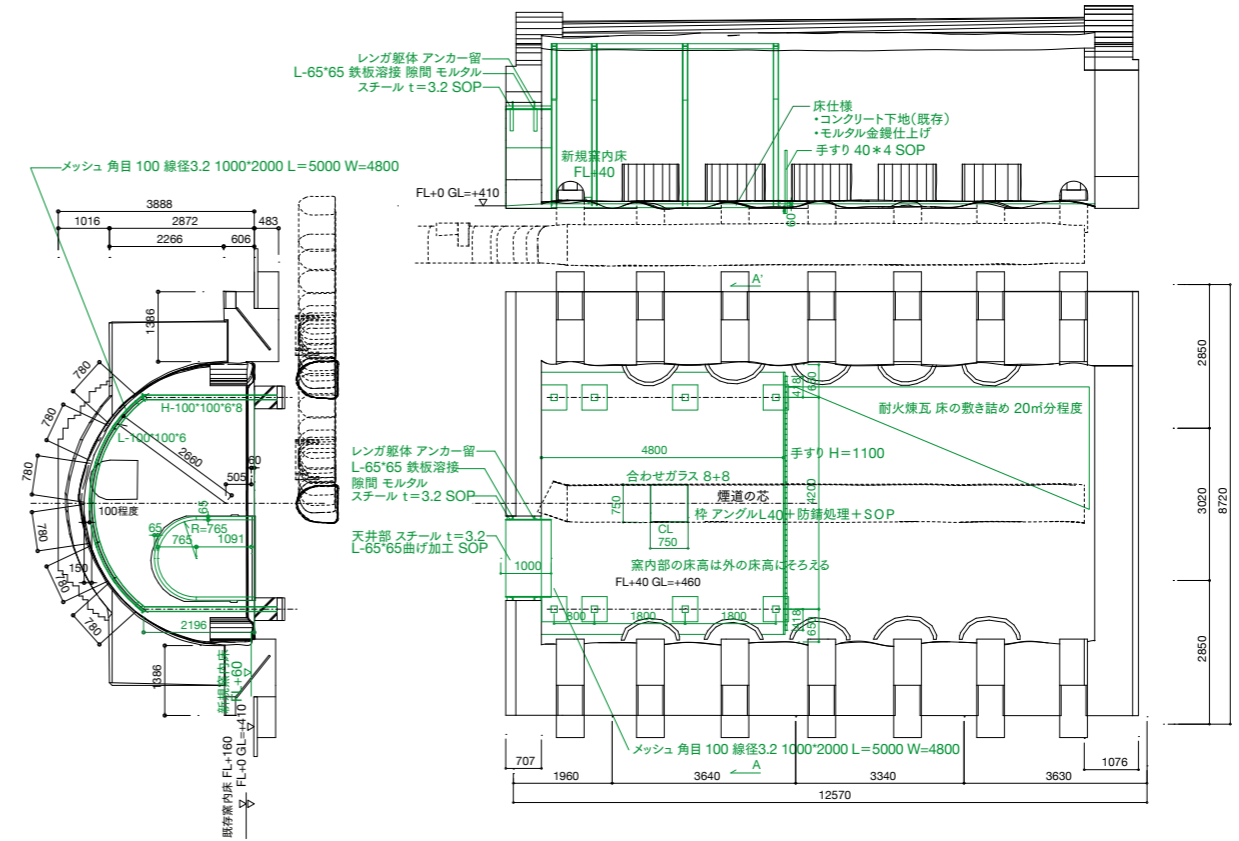 レンガ躯体 アンカー留
L-65*65 鉄板溶接 隙間 モルタル
スチール t=3.2 SOP
床仕様
・コンクリート下地(既存)
・モルタル金鏝仕上げ
手すり 40*4 SOP
新規窯内床
FL+40
FL+0 GL=+410
60
メッシュ 角目 100 線径3.2 1000*2000 L=5000 W=4800
3888
1016
2872
483
2266
606
1386
780
780
780
780
780
780
H-100*100*6*8
L-100*100*6
2660
60
505
100程度
65
65
R=765
765
1091
150
2196
1386
新規窯内床
FL+60
既存窯内床 FL+160
FL+0 GL=+410
A'
418
650
耐火煉瓦 床の敷き詰め 20㎡分程度
4800
手すり H=1100
レンガ躯体 アンカー留
L-65*65 鉄板溶接
隙間 モルタル
スチール t=3.2 SOP
合わせガラス 8+8
750
煙道の芯
4200
枠 アングルL40+防錆処理+SOP
CL
750
天井部 スチール t=3.2
L-65*65曲げ加工 SOP
1000
窯内部の床高は外の床高にそろえる
FL+40 GL=+460
800
1800
1800
418
650
メッシュ 角目 100 線径3.2 1000*2000 L=5000 W=4800
A
707
1076
1960
3640
3340
3630
12570
2850
3020
8720
2850